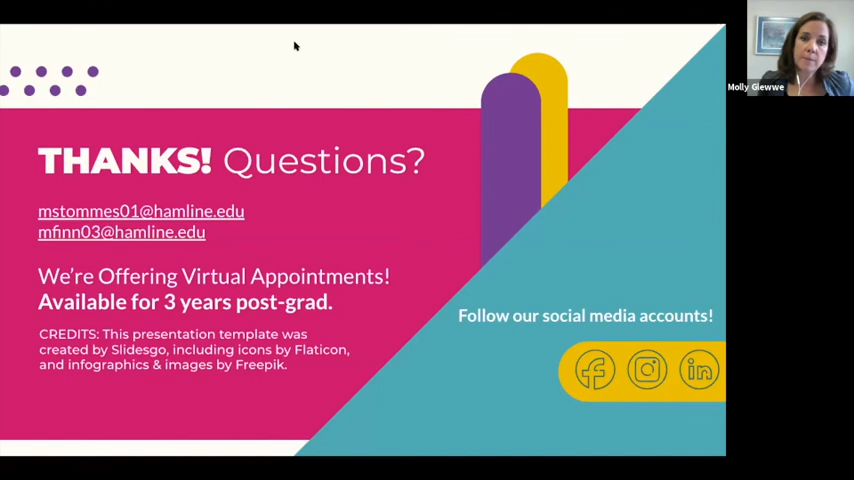 THANKS! Questions?
mstommes01@hamline.edu
mfinn03@hamline.edu
We're Offering Virtual Appointments!
Available for 3 years post-grad.
CREDITS: This presentation template was
created by Slidesgo, including icons by Flaticon,
and infographics & images by Freepik.
Follow our social media accounts!
Molly Glewwe